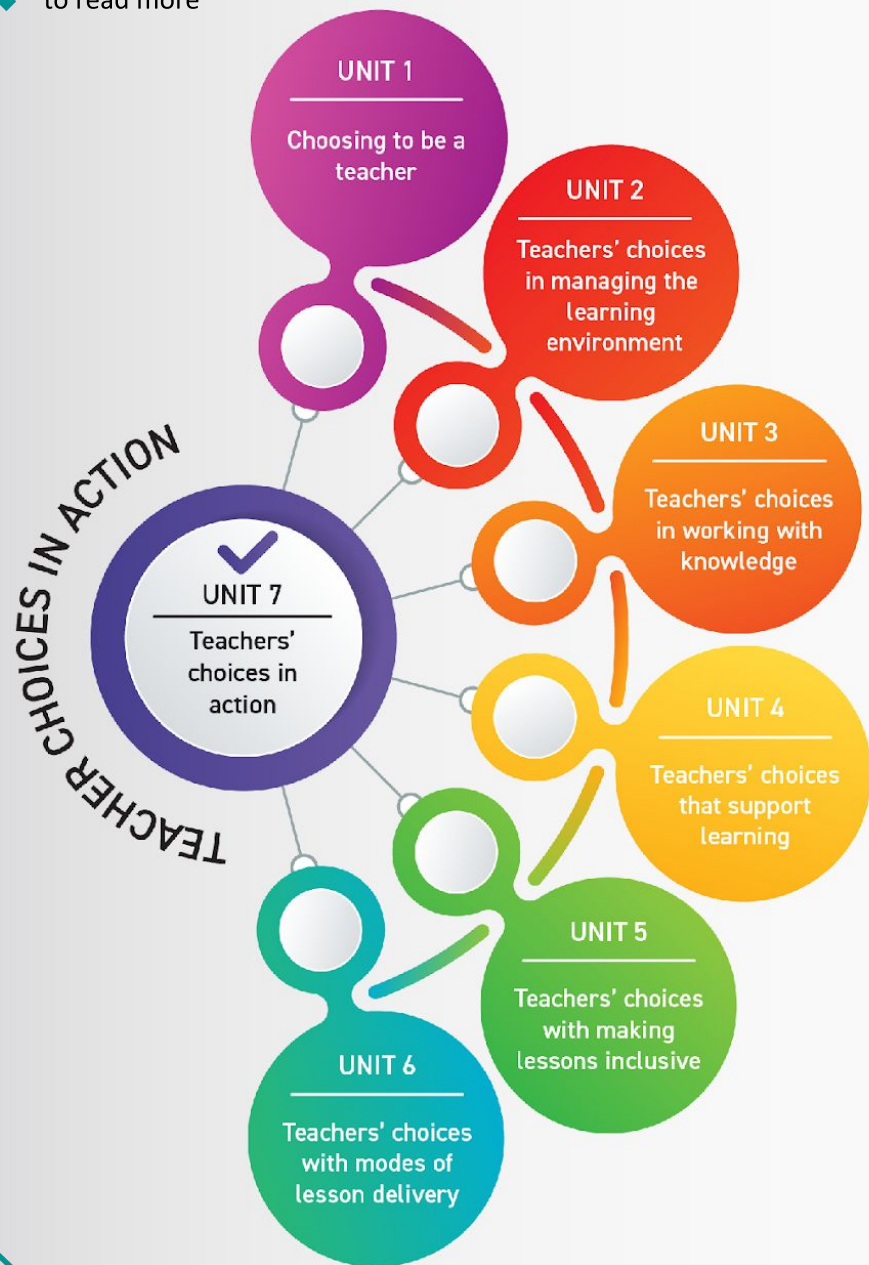 to read more
UNIT 1
Choosing to be a
teacher
UNIT 2
Teachers’ choices
in managing the
learning
environment
UNIT 3
Teachers’ choices
in working with
knowledge
TEACHER CHOICES IN ACTION
UNIT 7
Teachers’
choices in
action
UNIT 4
Teachers’ choices
that support
learning
UNIT 5
Teachers’ choices
with making
lessons inclusive
UNIT 6
Teachers’ choices
with modes of
lesson delivery